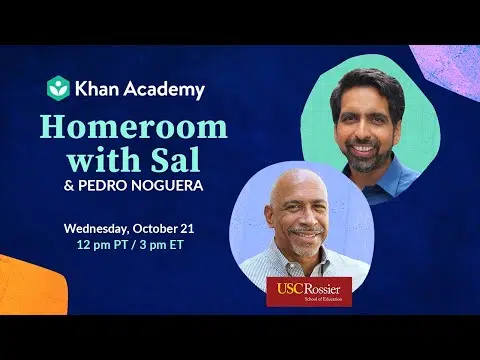 Khan Academy
Homeroom
with Sal
& PEDRO NOGUERA
Wednesday, October 21
12 pm PT / 3 pm ET
USC Rossier
School of Education